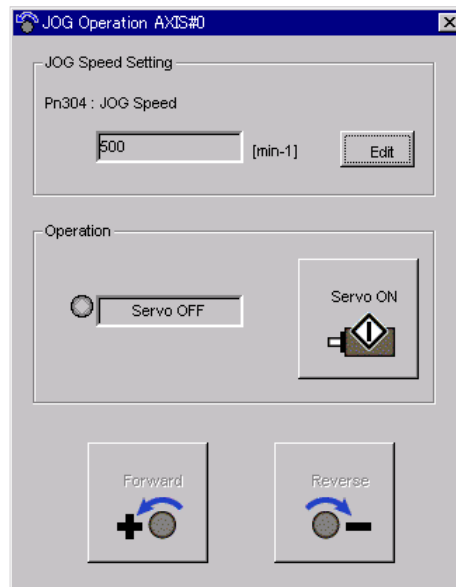 JOG Operation AXIS#0
JOG Speed Setting
Pn304 : JOG Speed
500 [min-1] Edit
Operation
Servo OFF
Servo ON
Forward Reverse